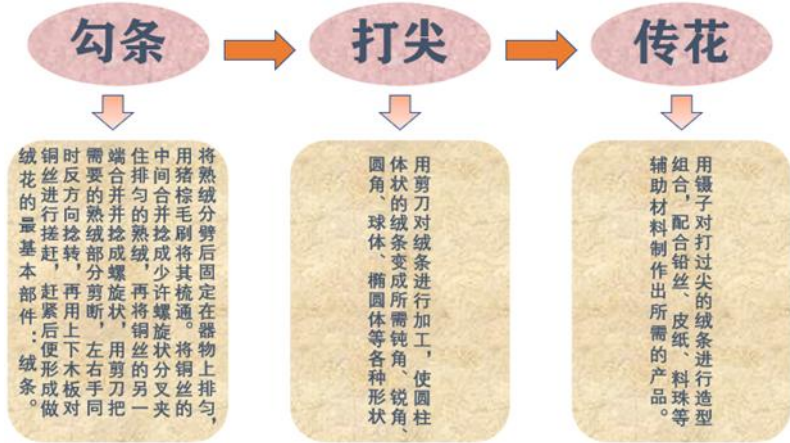 勾条
打尖
传花
将熟绒分劈后固定在器物上排匀，
用猪棕毛刷将其梳通。将铜丝的
中间合并捻成少许螺旋状分叉夹
住排匀的熟绒，再将铜丝的另一
端合并并捻成螺旋状，用剪刀把
需要的熟绒部分剪断，左右手同
时反方向捻转，再用上下木板对
铜丝进行搓赶，赶紧后便形成做
绒花的最基本部件：绒条。
用剪刀对绒条进行加工，使圆柱
体状的绒条变成所需钝角、锐角、
圆角、球体、椭圆体等各种形状
用镊子对打过尖的绒条进行造型
组合，配合铅丝、皮纸、料珠等
辅助材料制作出所需的产品。